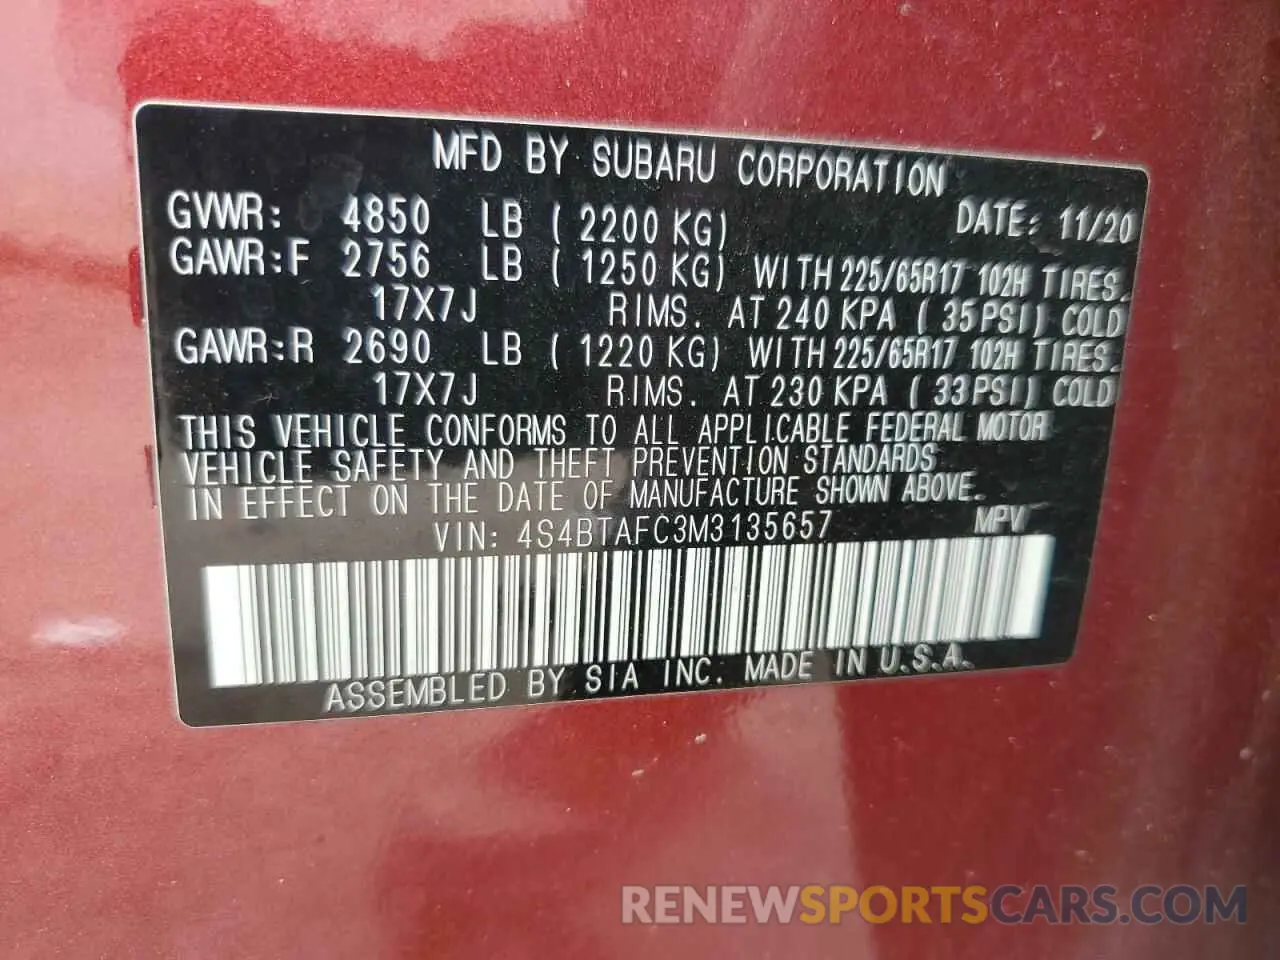 MFD BY SUBARU CORPORATION
GVWR: 4850 LB ( 2200 KG) DATE: 11/20
GAWR:F 2756 LB ( 1250 KG) WITH 225/65R17 102H TIRES.
17X7J RIMS. AT 240 KPA ( 35PSI) COLD
GAWR:R 2690 LB ( 1220 KG) WITH 225/65R17 102H TIRES.
17X7J RIMS. AT 230 KPA ( 33PSI) COLD
THIS VEHICLE CONFORMS TO ALL APPLICABLE FEDERAL MOTOR
VEHICLE SAFETY AND THEFT PREVENTION STANDARDS
IN EFFECT ON THE DATE OF MANUFACTURE SHOWN ABOVE.
VIN: 4S4BTAFC3M3135657 MPV
ASSEMBLED BY SIA INC. MADE IN U.S.A.
RENEWSPORTSCARS.COM